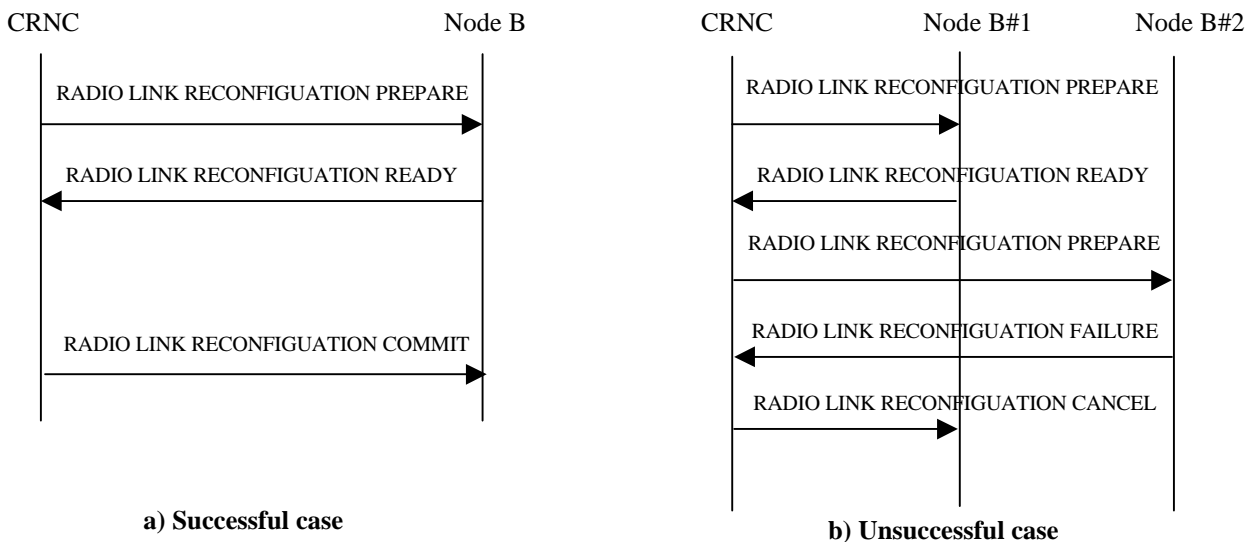 CRNC
Node B
RADIO LINK RECONFIGUATION PREPARE
RADIO LINK RECONFIGUATION READY
RADIO LINK RECONFIGUATION COMMIT
a) Successful case
CRNC
Node B#1
Node B#2
RADIO LINK RECONFIGUATION PREPARE
RADIO LINK RECONFIGUATION READY
RADIO LINK RECONFIGUATION PREPARE
RADIO LINK RECONFIGUATION FAILURE
RADIO LINK RECONFIGUATION CANCEL
b) Unsuccessful case